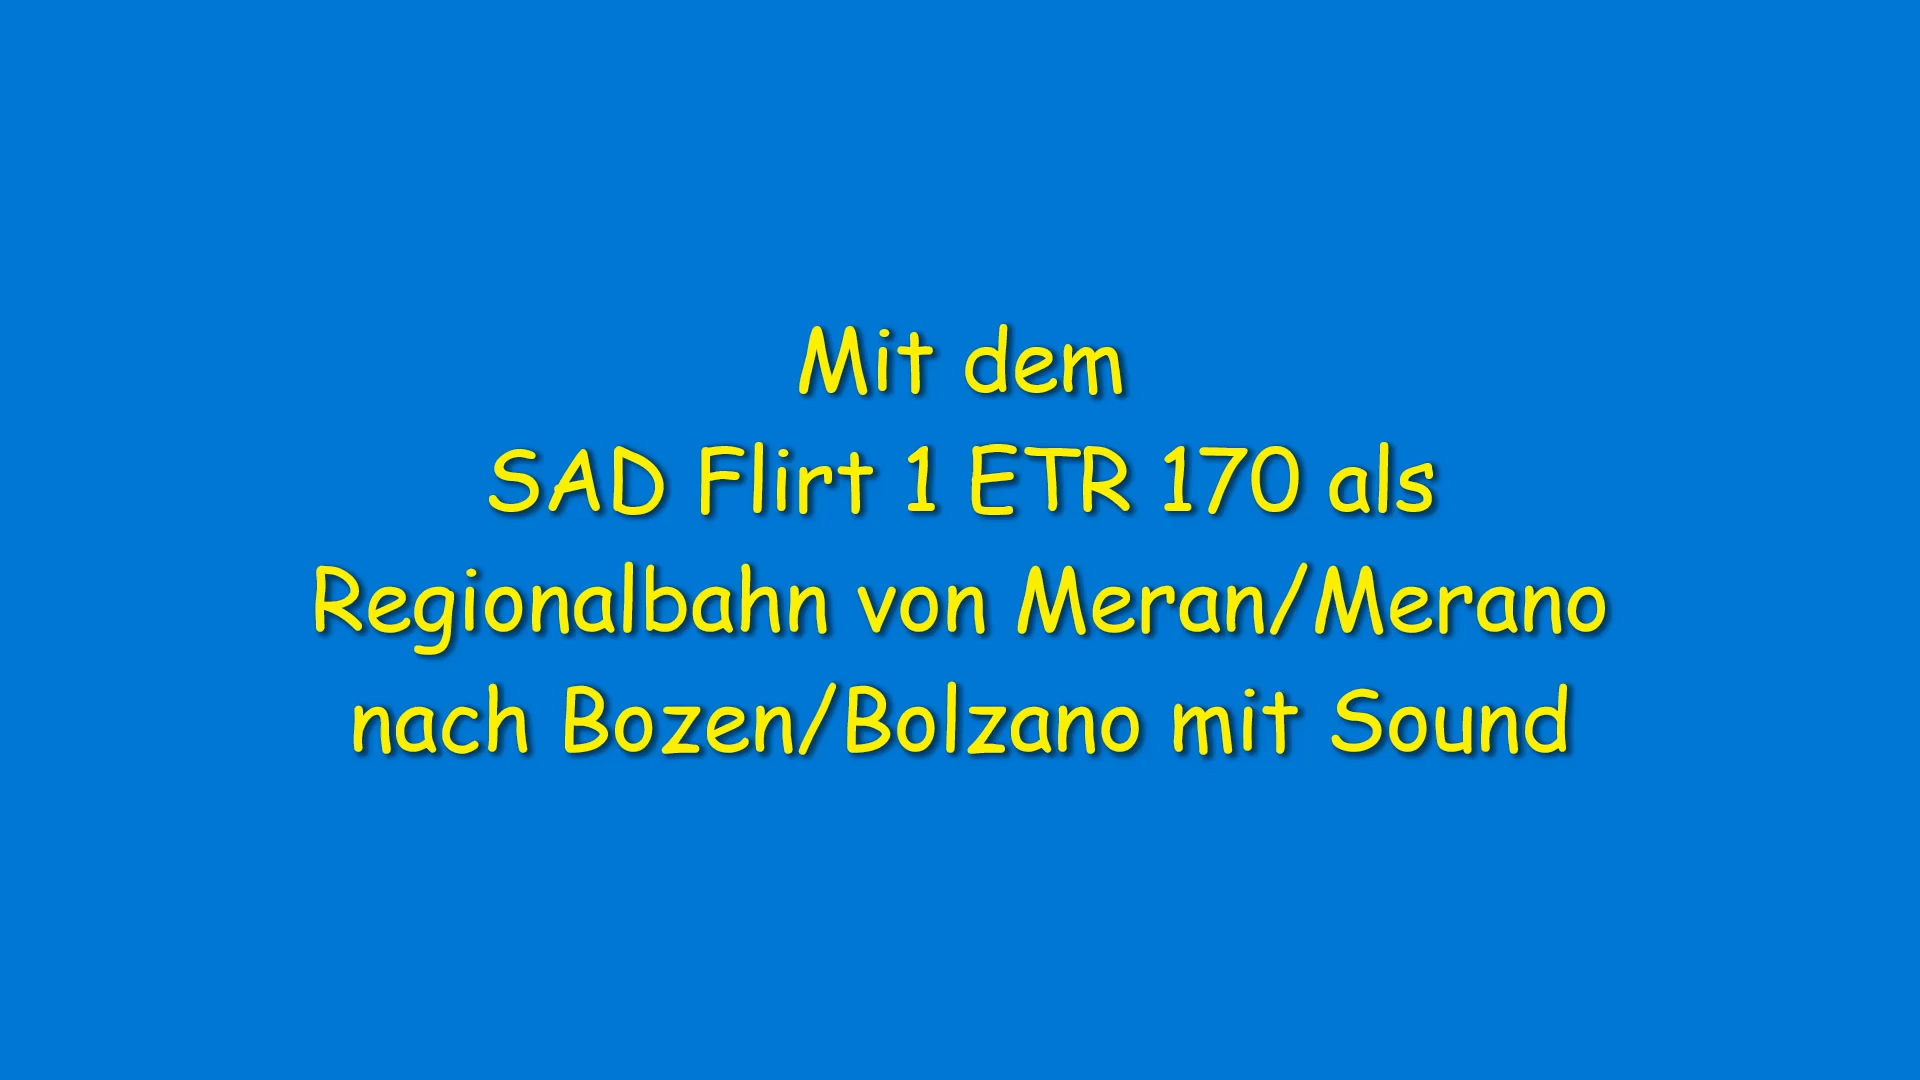 Mit dem
SAD Flirt 1 ETR 170 als
Regionalbahn von Meran/Merano
nach Bozen/Bolzano mit Sound